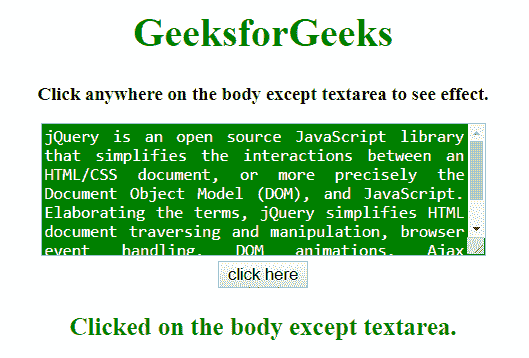 GeeksforGeeks
Click anywhere on the body except textarea to see effect.
jQuery is an open source JavaScript library
that simplifies the interactions between an
HTML/CSS document, or more precisely the
Document Object Model (DOM), and JavaScript.
Elaborating the terms, jQuery simplifies HTML
document traversing and manipulation, browser
event handling, DOM animations, Ajax
click here
Clicked on the body except textarea.